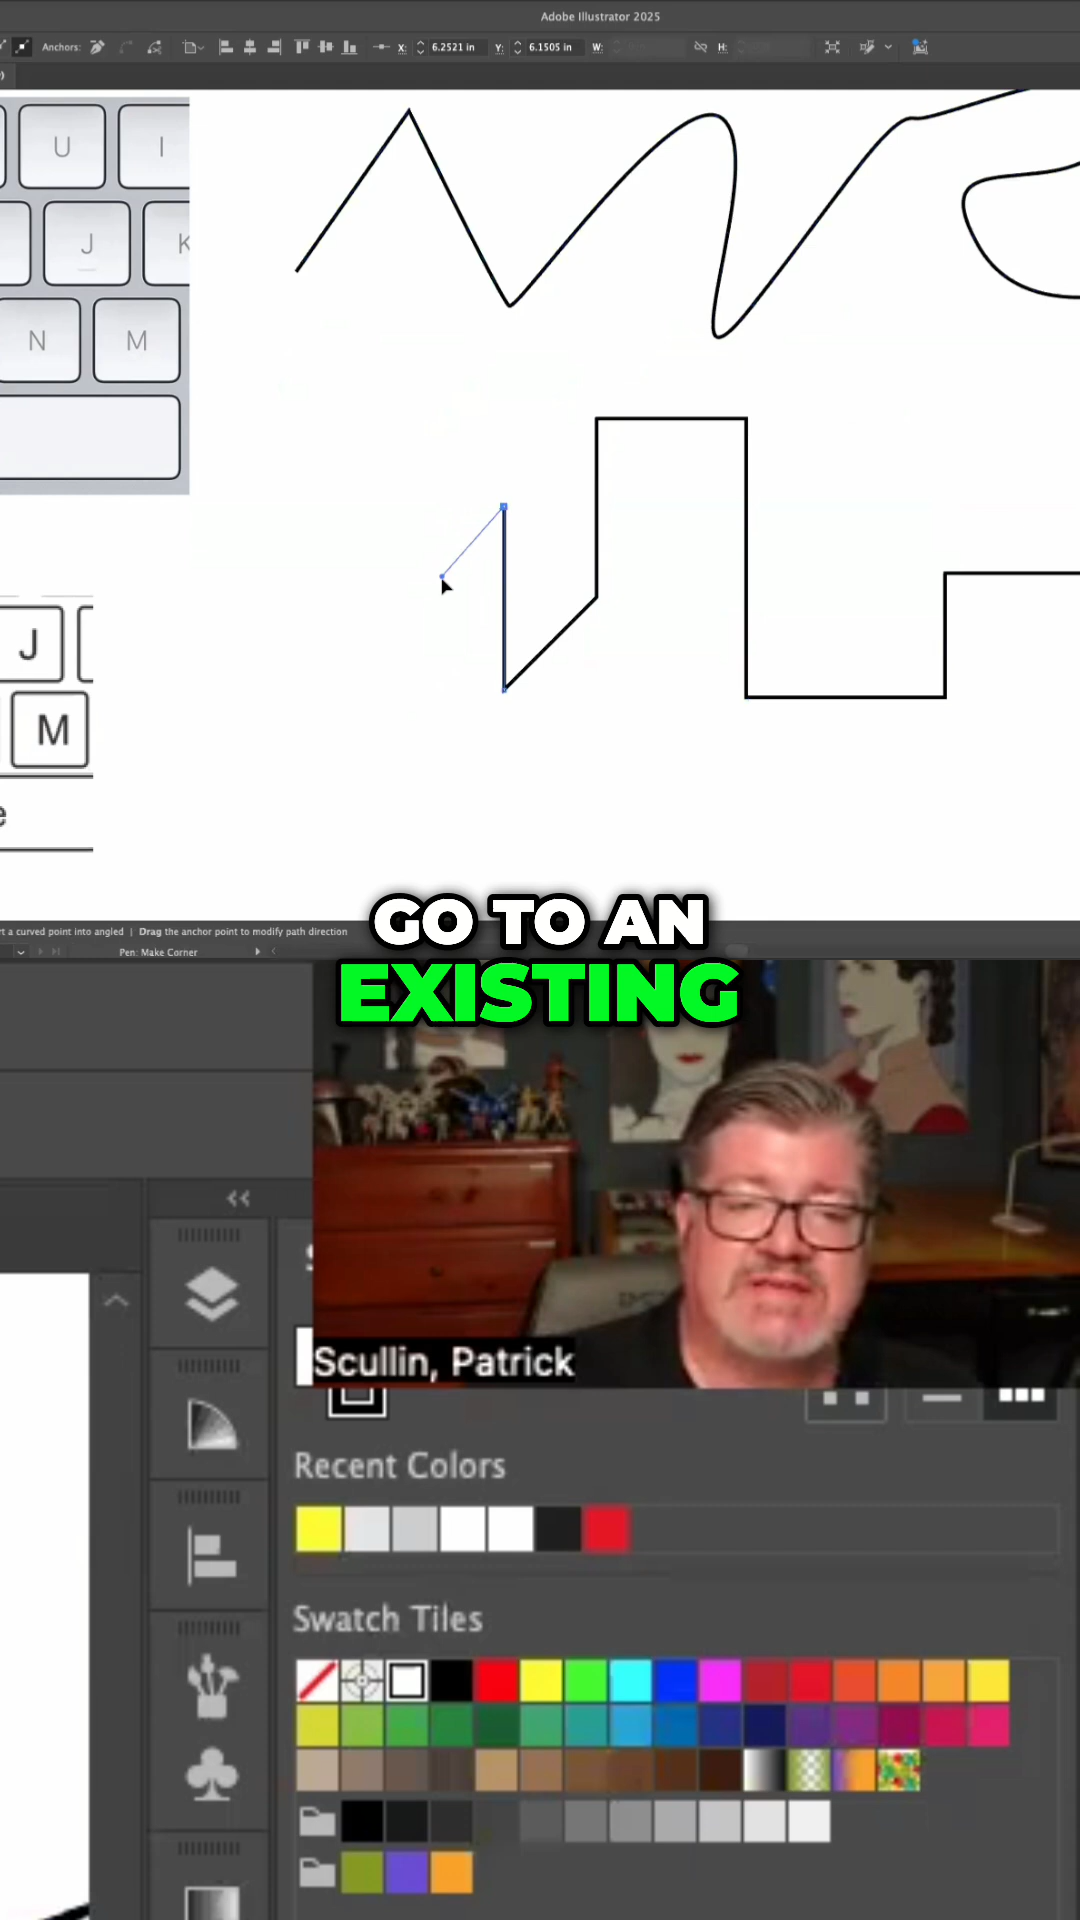 Adobe Illustrator 2025
Anchors: X: 6.2521 in Y: 6.1505 in W: H:
U I
J K
N M
J
M
e
GO TO AN
EXISTING
rt a curved point into angled | Drag the anchor point to modify path direction
Pen: Make Corner
Scullin, Patrick
Recent Colors
Swatch Tiles